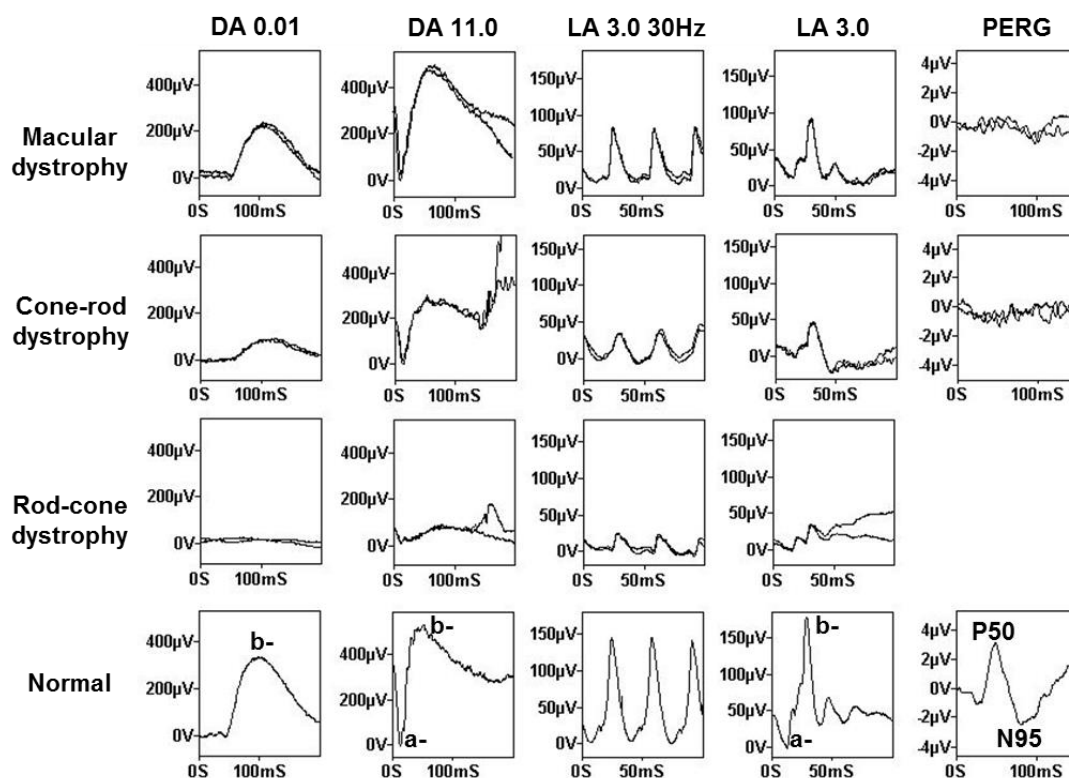 DA 0.01 DA 11.0 LA 3.0 30Hz LA 3.0 PERG
Macular
dystrophy
400µV
200µV
0V
0S 100mS
400µV
200µV
0V
0S 100mS
150µV
100µV
50µV
0V
0S 50mS
150µV
100µV
50µV
0V
0S 50mS
4µV
2µV
0V
-2µV
-4µV
0S 100mS
Cone-rod
dystrophy
400µV
200µV
0V
0S 100mS
400µV
200µV
0V
0S 100mS
150µV
100µV
50µV
0V
0S 50mS
150µV
100µV
50µV
0V
0S 50mS
4µV
2µV
0V
-2µV
-4µV
0S 100mS
Rod-cone
dystrophy
400µV
200µV
0V
0S 100mS
400µV
200µV
0V
0S 100mS
150µV
100µV
50µV
0V
0S 50mS
150µV
100µV
50µV
0V
0S 50mS
Normal
400µV
b-
200µV
0V
0S 100mS
b-
400µV
200µV
0V
a-
0S 100mS
150µV
100µV
50µV
0V
0S 50mS
150µV
b-
100µV
50µV
0V
a-
0S 50mS
4µV
P50
2µV
0V
-2µV
N95
-4µV
0S 100mS